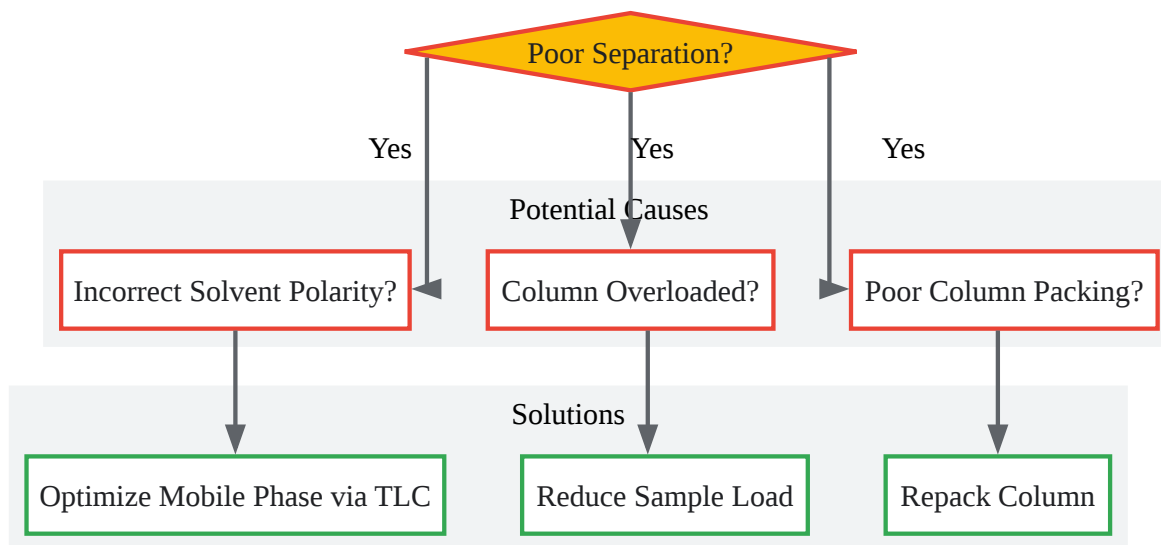 Poor Separation?
Yes
Yes
Yes
Potential Causes
Incorrect Solvent Polarity?
Column Overloaded?
Poor Column Packing?
Solutions
Optimize Mobile Phase via TLC
Reduce Sample Load
Repack Column